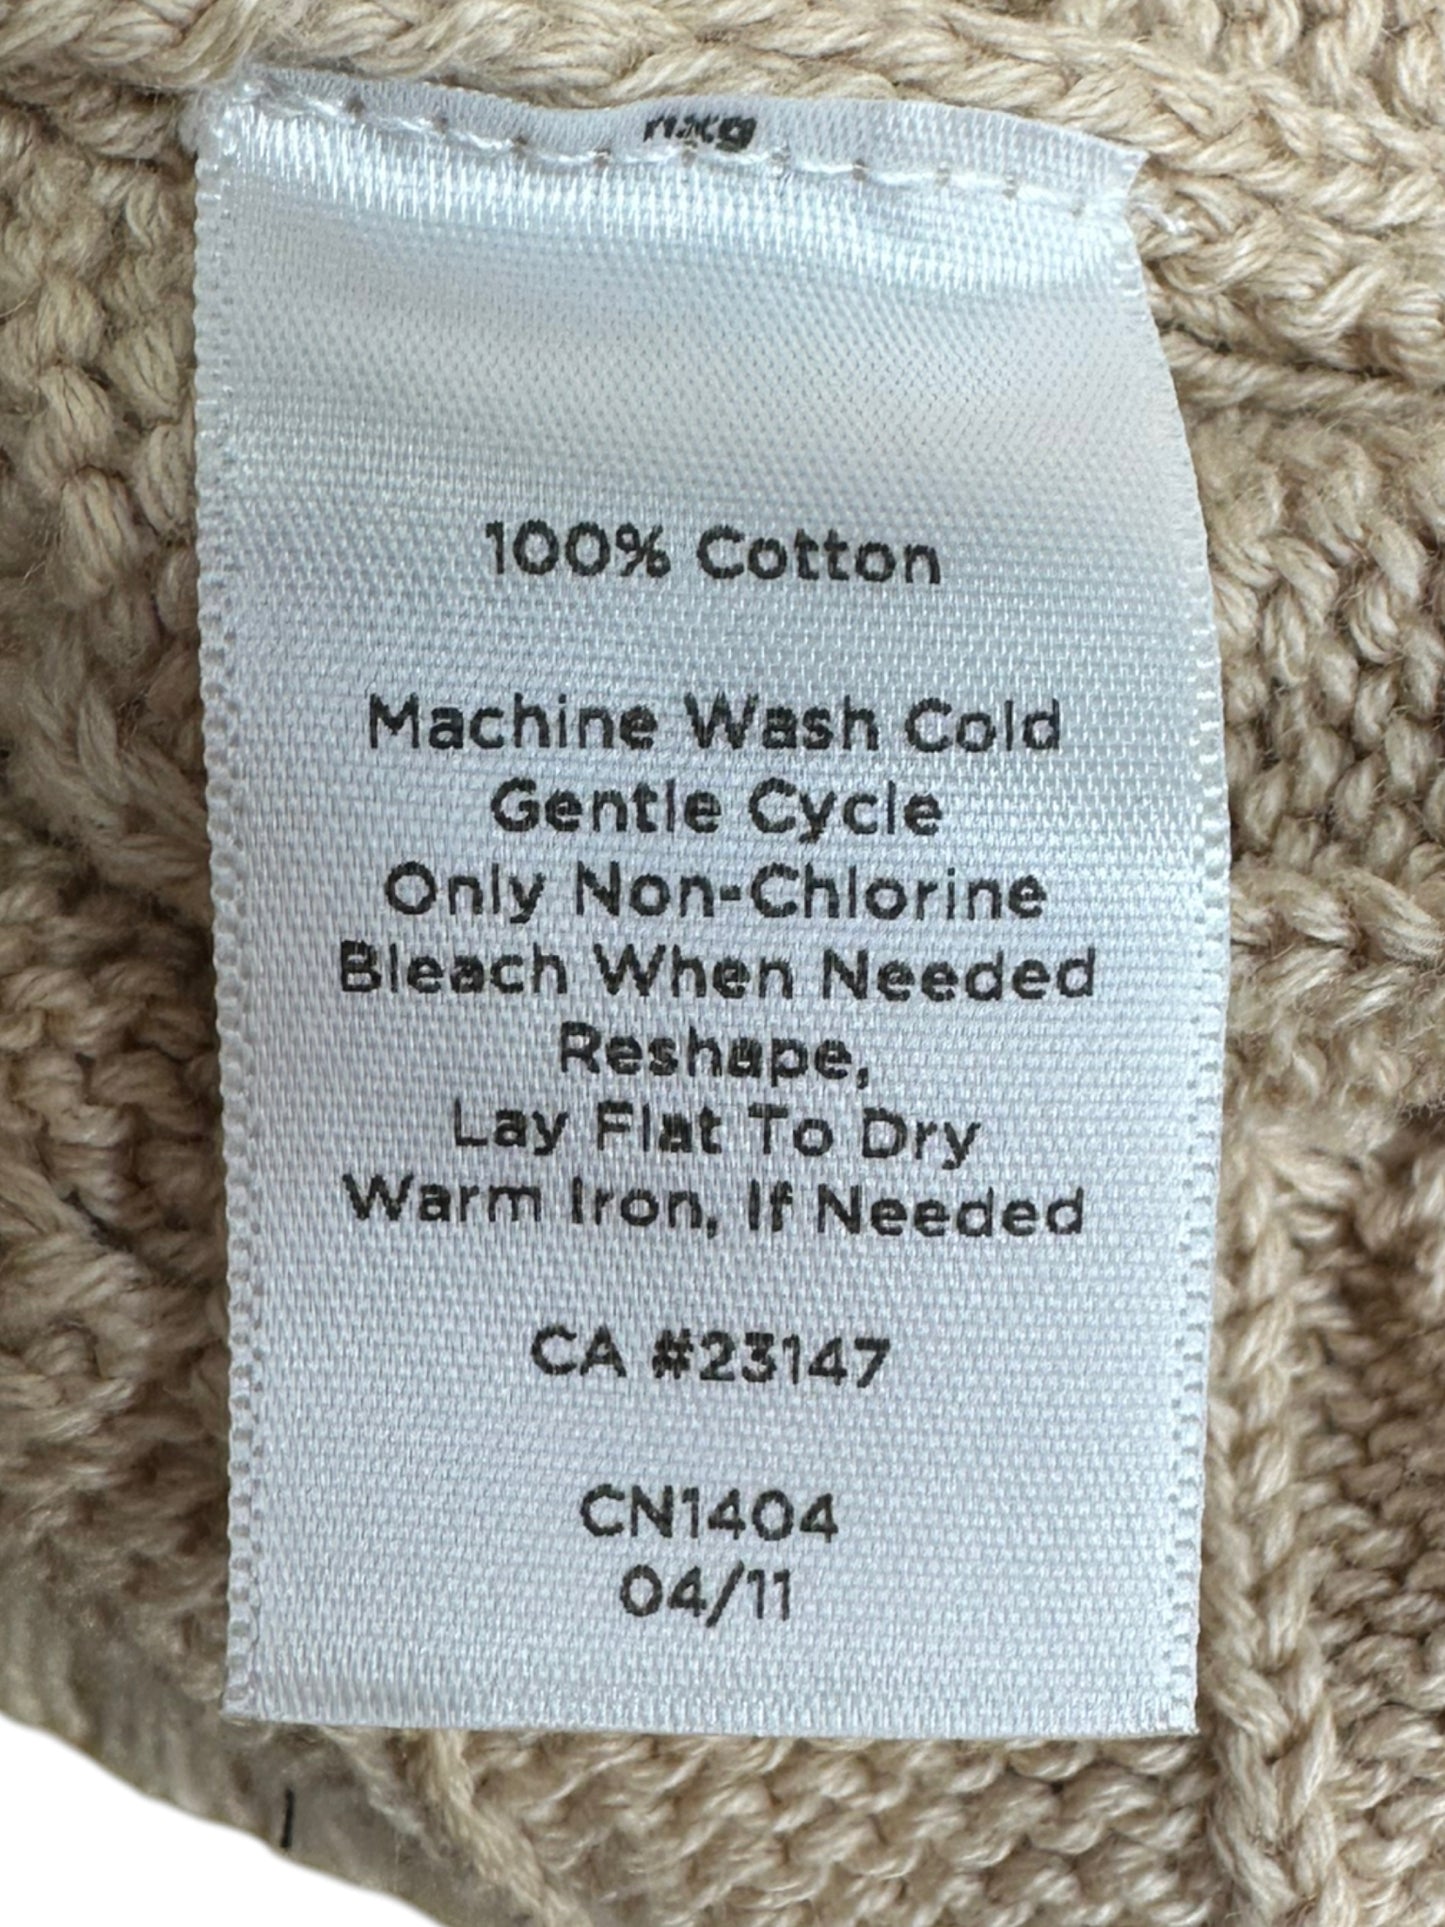 100% Cotton
Machine Wash Cold
Gentle Cycle
Only Non-Chlorine
Bleach When Needed
Reshape,
Lay Flat To Dry
Warm Iron, If Needed
CA #23147
CN1404
04/11